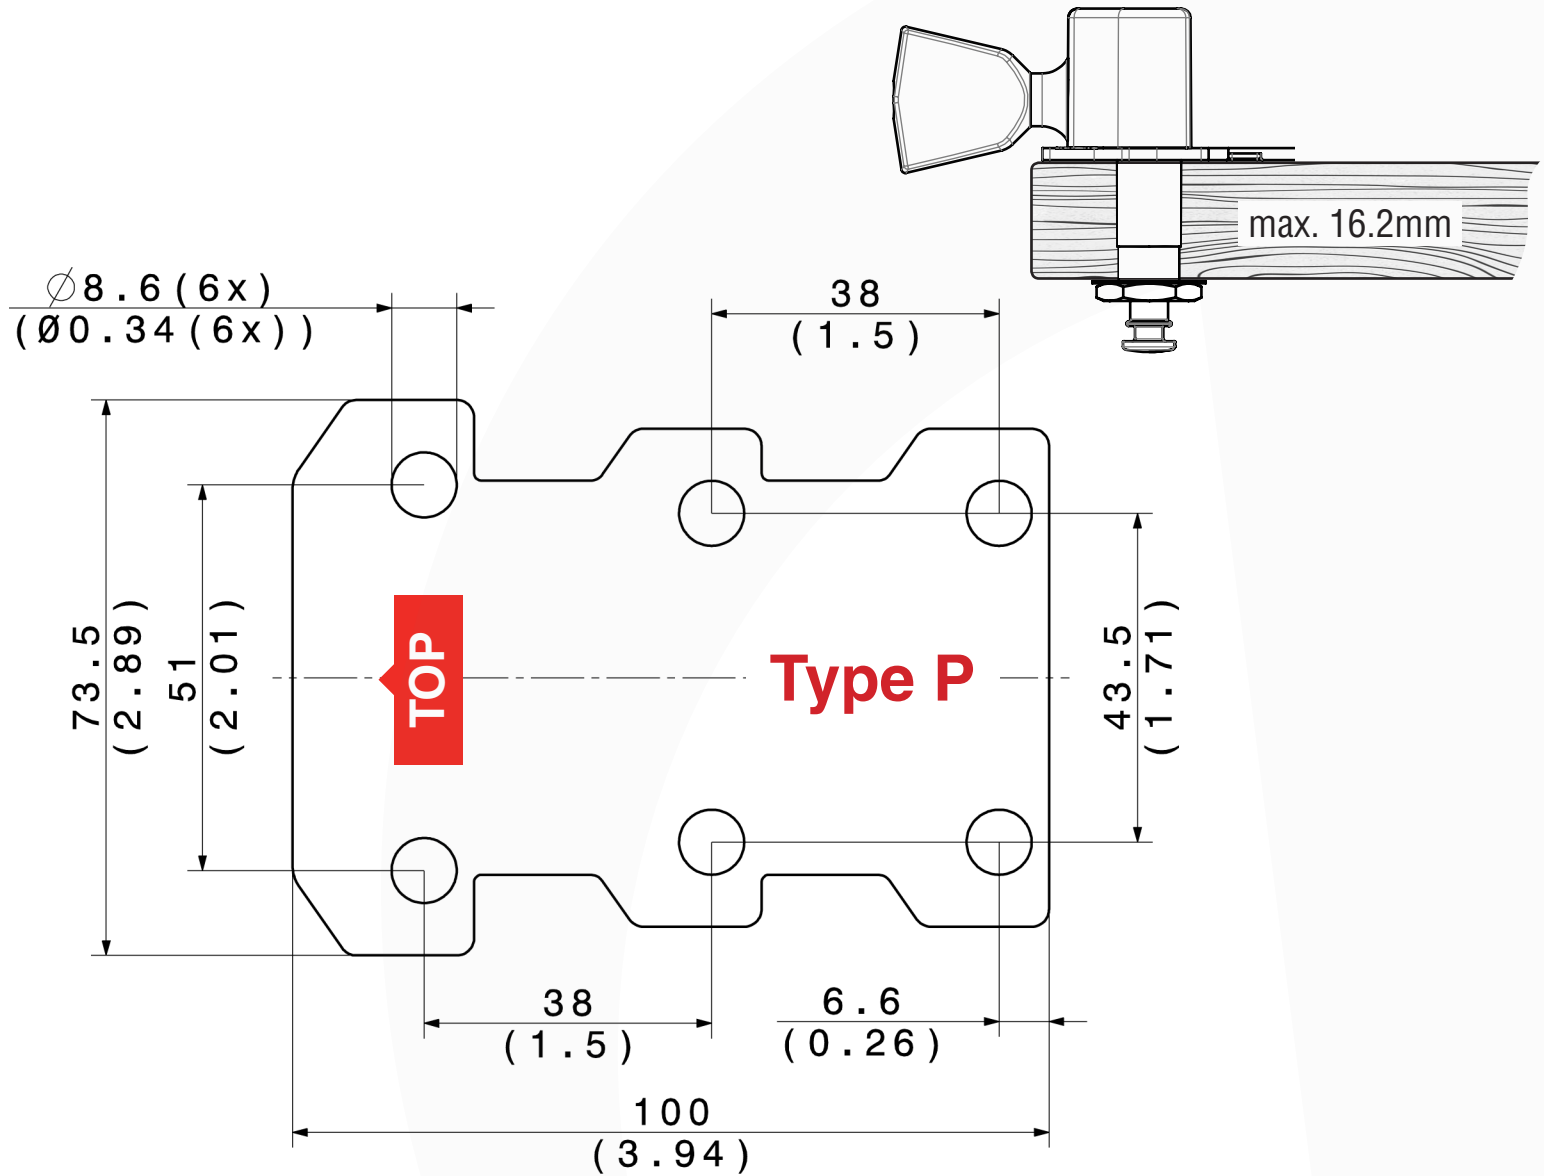 max. 16.2mm
Ø8.6(6x)
(Ø0.34(6x))
38
(1.5)
73.5
(2.89)
51
(2.01)
TOP
Type P
43.5
(1.71)
38
(1.5)
6.6
(0.26)
100
(3.94)